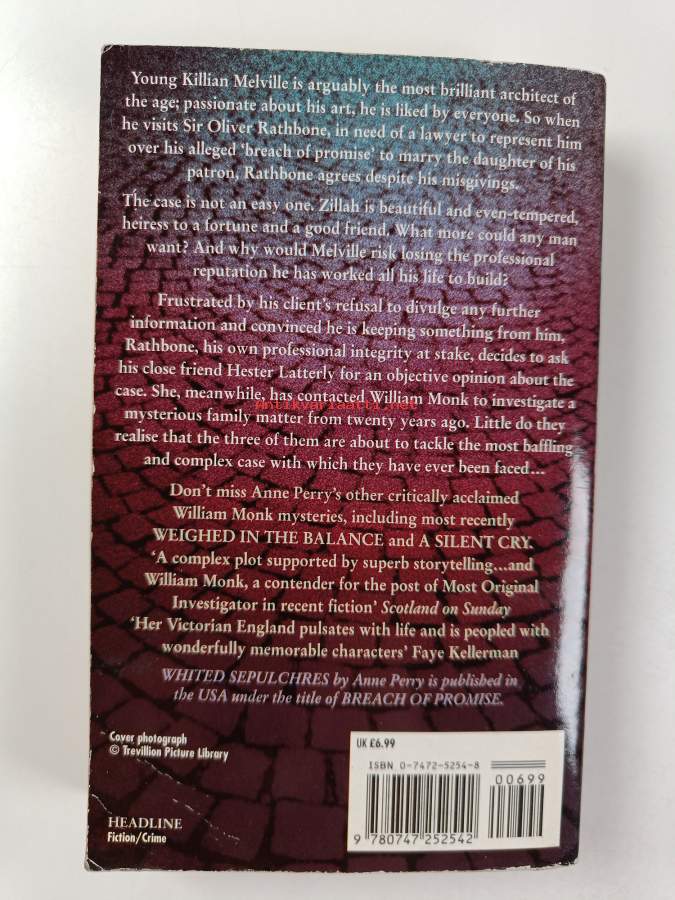 Young Killian Melville is arguably the most brilliant architect of
the age; passionate about his art, he is liked by everyone. So when
he visits Sir Oliver Rathbone, in need of a lawyer to represent him
over his alleged 'breach of promise' to marry the daughter of his
patron, Rathbone agrees despite his misgivings.
The case is not an easy one. Zillah is beautiful and even-tempered,
heiress to a fortune and a good friend. What more could any man
want? And why would Melville risk losing the professional
reputation he has worked all his life to build?
Frustrated by his client's refusal to divulge any further
information and convinced he is keeping something from him,
Rathbone, his own professional integrity at stake, decides to ask
his close friend Hester Latterly for an objective opinion about the
case. She, meanwhile, has contacted William Monk to investigate a
antikvariaatti.net
mysterious family matter from twenty years ago. Little do they
realise that the three of them are about to tackle the most baffling
and complex case with which they have ever been faced...
Don't miss Anne Perry's other critically acclaimed
William Monk mysteries, including most recently
WEIGHED IN THE BALANCE and A SILENT CRY.
'A complex plot supported by superb storytelling...and
William Monk, a contender for the post of Most Original
Investigator in recent fiction' Scotland on Sunday
'Her Victorian England pulsates with life and is peopled with
wonderfully memorable characters' Faye Kellerman
WHITED SEPULCHRES by Anne Perry is published in
the USA under the title of BREACH OF PROMISE.
Cover photograph
© Trevillion Picture Library
HEADLINE
Fiction/Crime
UK £6.99
ISBN 0-7472-5254-8
00699
9 780747 252542